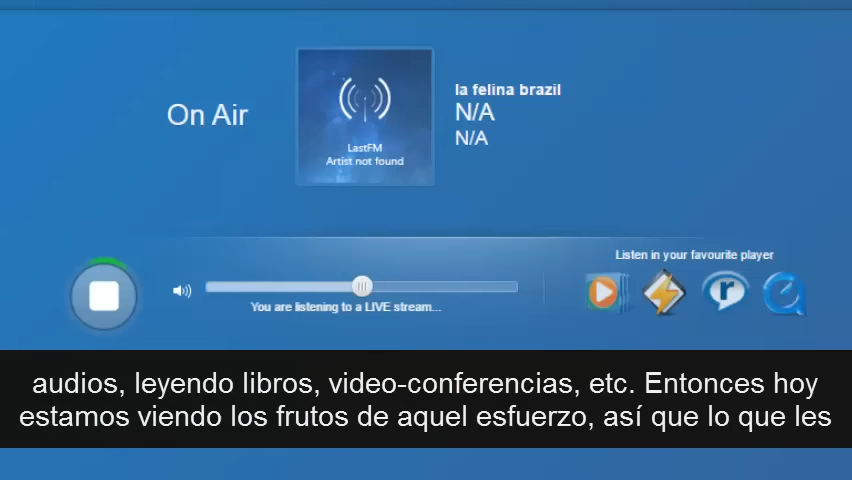 la felina brazil
On Air
N/A
N/A
LastFM
Artist not found
Listen in your favourite player
You are listening to a LIVE stream...
audios, leyendo libros, video-conferencias, etc. Entonces hoy
estamos viendo los frutos de aquel esfuerzo, así que lo que les